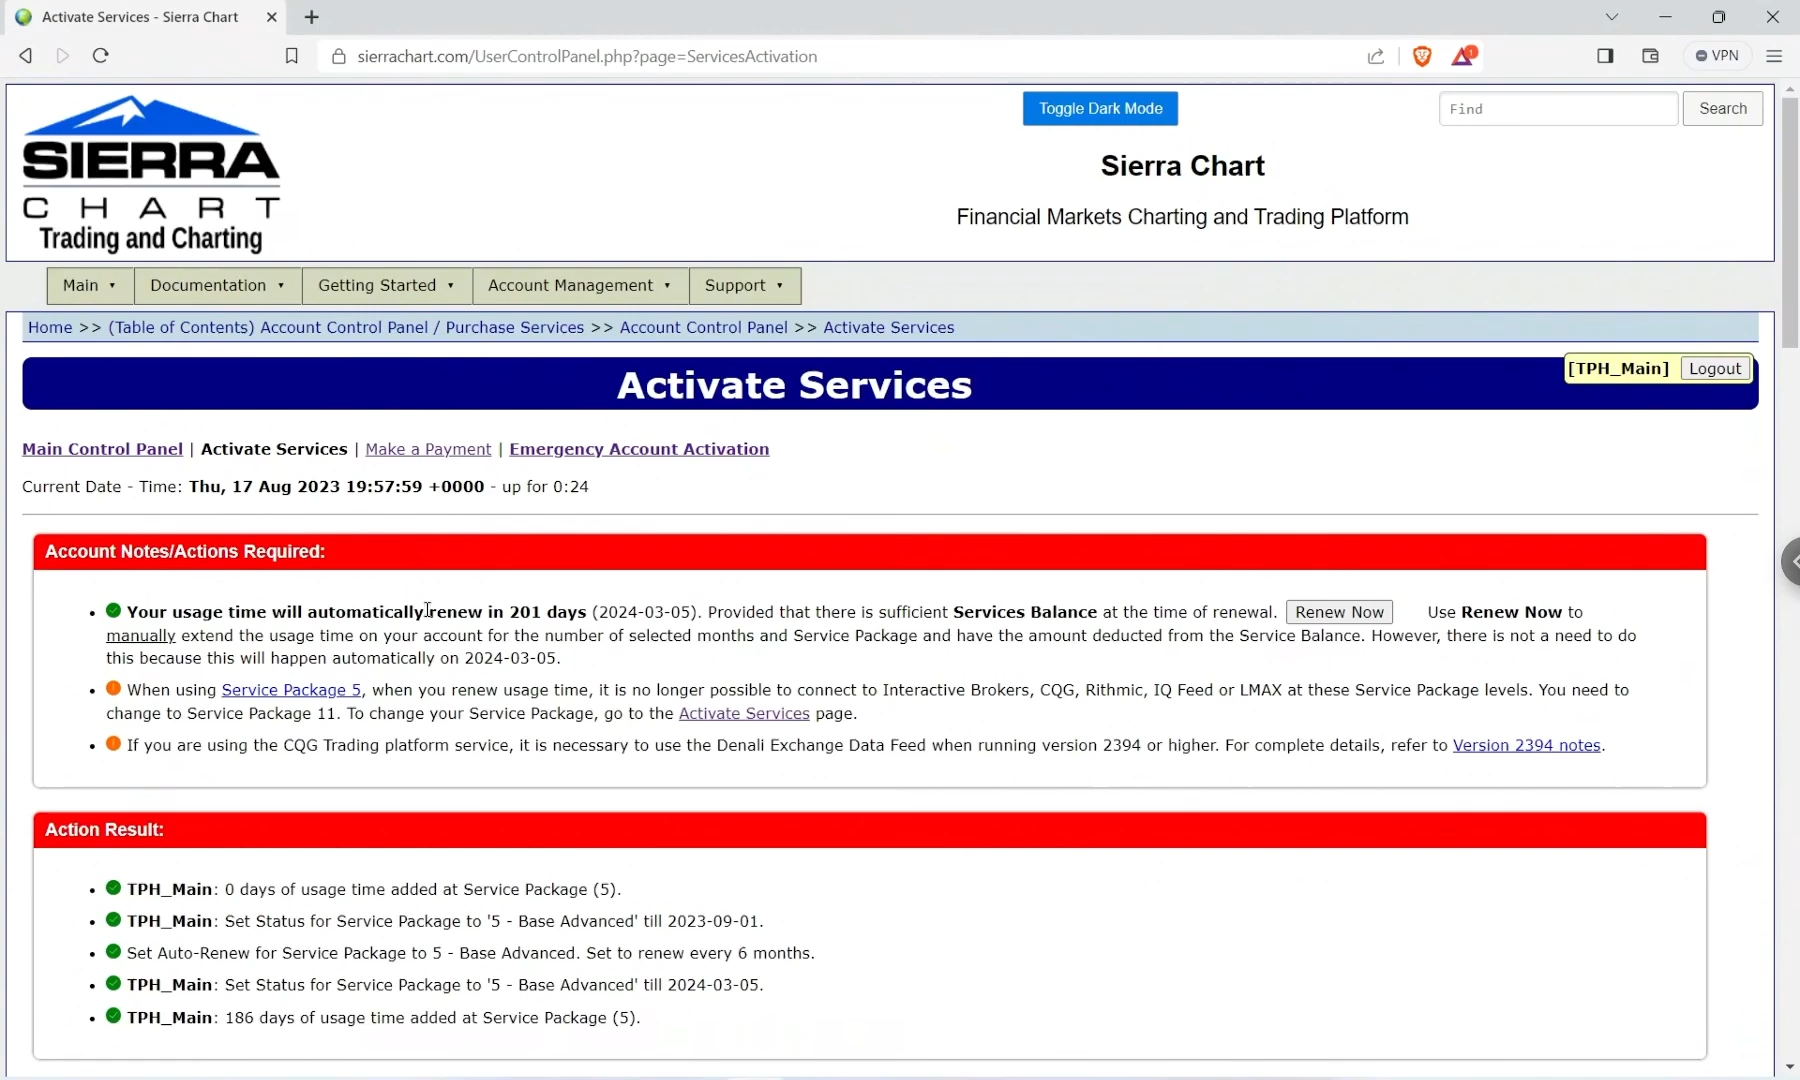 Activate Services - Sierra Chart
sierrachart.com/UserControlPanel.php?page=ServicesActivation
1
VPN
SIERRA
CHART
Trading and Charting
Toggle Dark Mode
Find
Search
Sierra Chart
Financial Markets Charting and Trading Platform
Main
Documentation
Getting Started
Account Management
Support
Home >> (Table of Contents) Account Control Panel / Purchase Services >> Account Control Panel >> Activate Services
Activate Services
[TPH_Main] Logout
Main Control Panel | Activate Services | Make a Payment | Emergency Account Activation
Current Date - Time: Thu, 17 Aug 2023 19:57:59 +0000 - up for 0:24
Account Notes/Actions Required:
Your usage time will automatically renew in 201 days (2024-03-05). Provided that there is sufficient Services Balance at the time of renewal. Renew Now Use Renew Now to
manually extend the usage time on your account for the number of selected months and Service Package and have the amount deducted from the Service Balance. However, there is not a need to do
this because this will happen automatically on 2024-03-05.
When using Service Package 5, when you renew usage time, it is no longer possible to connect to Interactive Brokers, CQG, Rithmic, IQ Feed or LMAX at these Service Package levels. You need to
change to Service Package 11. To change your Service Package, go to the Activate Services page.
If you are using the CQG Trading platform service, it is necessary to use the Denali Exchange Data Feed when running version 2394 or higher. For complete details, refer to Version 2394 notes.
Action Result:
TPH_Main: 0 days of usage time added at Service Package (5).
TPH_Main: Set Status for Service Package to '5 - Base Advanced' till 2023-09-01.
Set Auto-Renew for Service Package to 5 - Base Advanced. Set to renew every 6 months.
TPH_Main: Set Status for Service Package to '5 - Base Advanced' till 2024-03-05.
TPH_Main: 186 days of usage time added at Service Package (5).